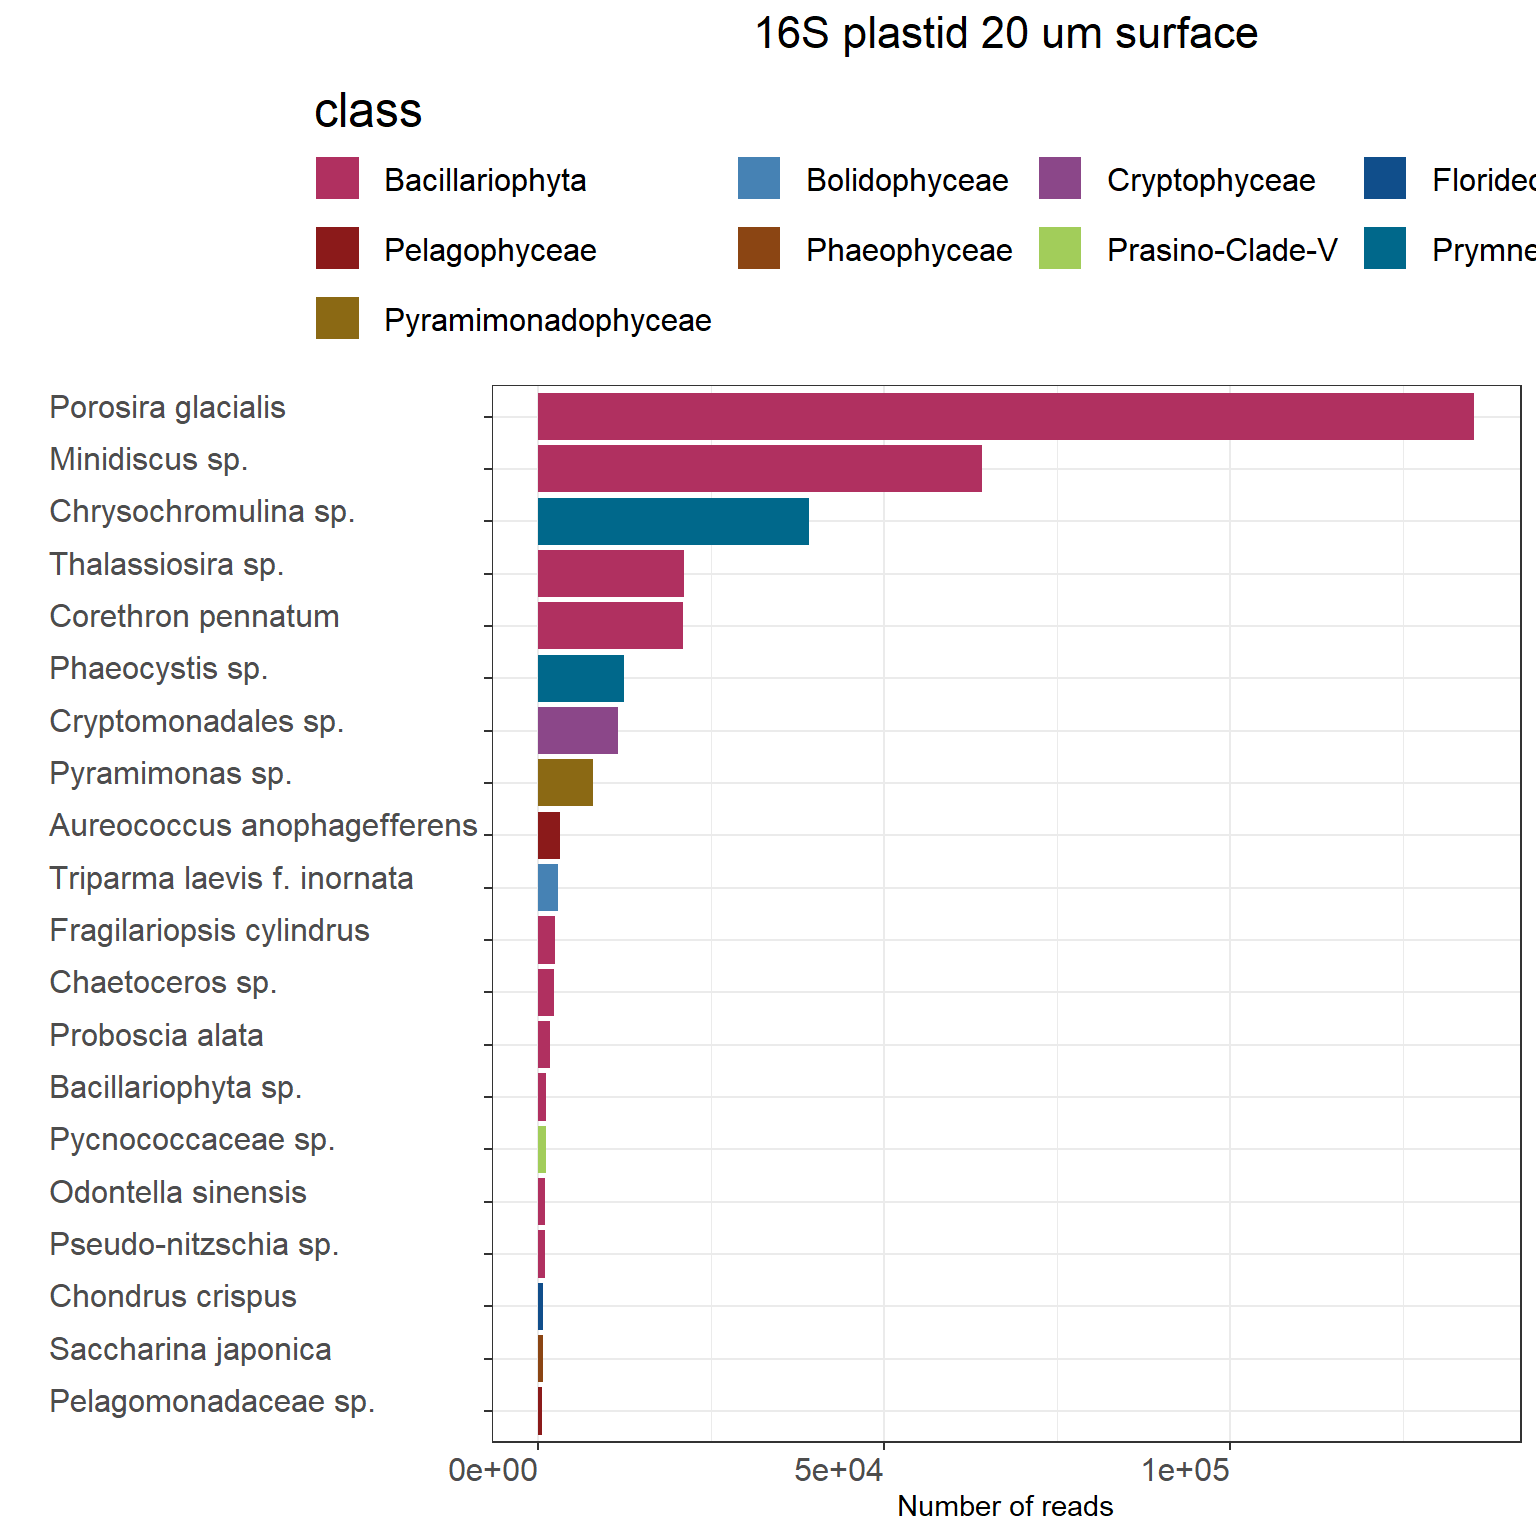 16S plastid 20 um surface
class
Bacillariophyta Bolidophyceae Cryptophyceae
Pelagophyceae Phaeophyceae Prasino-Clade-V Prymne
Pyramimonadophyceae
Porosira glacialis
Minidiscus sp.
Chrysochromulina sp.
Thalassiosira sp.
Corethron pennatum
Phaeocystis sp.
Cryptomonadales sp.
Pyramimonas sp.
Aureococcus anophagefferens
Triparma laevis f. inornata
Fragilariopsis cylindrus
Chaetoceros sp.
Proboscia alata
Bacillariophyta sp.
Pycnococcaceae sp.
Odontella sinensis
Pseudo-nitzschia sp.
Chondrus crispus
Saccharina japonica
Pelagomonadaceae sp.
0e+00 5e+04 1e+05
Number of reads